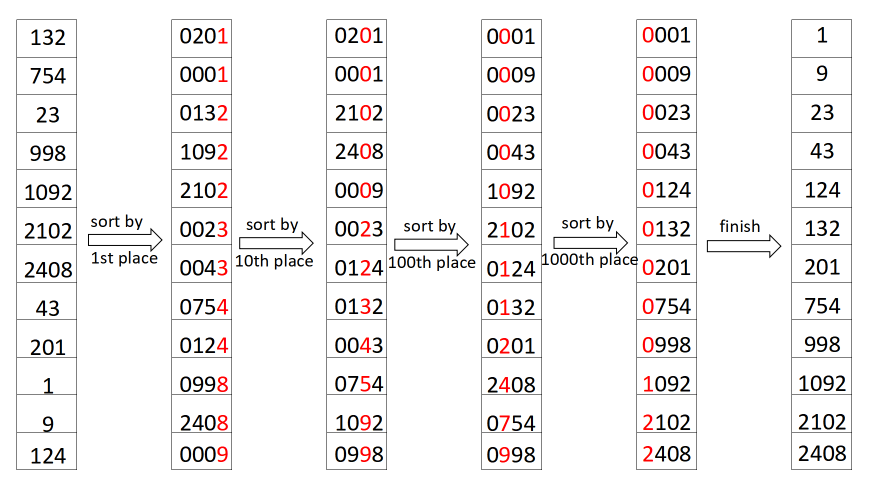 132 0201 0201 0001 0001 1
754 0001 0001 0009 0009 9
23 0132 2102 0023 0023 23
998 1092 2408 0043 0043 43
1092 2102 0009 1092 0124 124
2102 sort by 0023 sort by 0023 sort by 2102 sort by 0132 finish 132
2408 1st place 0043 10th place 0124 100th place 0124 1000th place 0201 201
43 0754 0132 0132 0754 754
201 0124 0043 0201 0998 998
1 0998 0754 2408 1092 1092
9 2408 1092 0754 2102 2102
124 0009 0998 0998 2408 2408